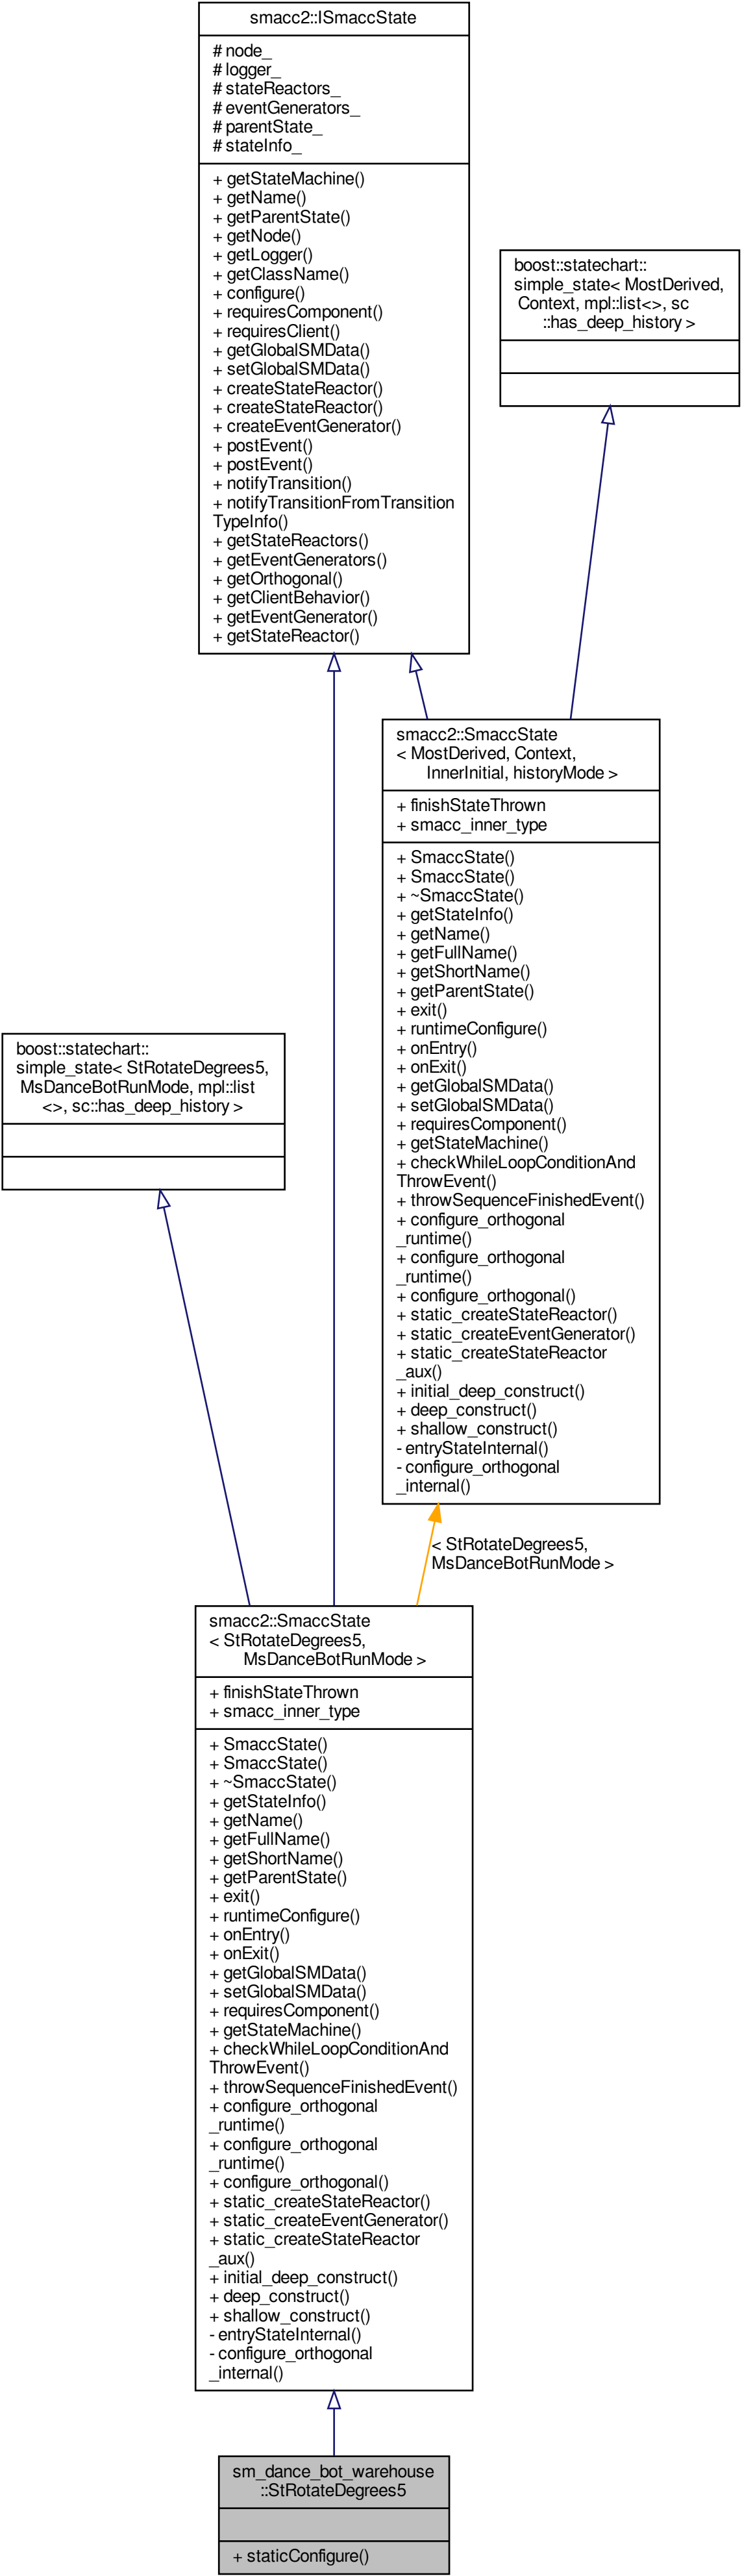 smacc2::ISmaccState
# node_
# logger_
# stateReactors_
# eventGenerators_
# parentState_
# stateInfo_
+ getStateMachine()
+ getName()
+ getParentState()
+ getNode()
+ getLogger()
+ getClassName()
+ configure()
+ requiresComponent()
+ requiresClient()
+ getGlobalSMData()
+ setGlobalSMData()
+ createStateReactor()
+ createStateReactor()
+ createEventGenerator()
+ postEvent()
+ postEvent()
+ notifyTransition()
+ notifyTransitionFromTransition
TypeInfo()
+ getStateReactors()
+ getEventGenerators()
+ getOrthogonal()
+ getClientBehavior()
+ getEventGenerator()
+ getStateReactor()
boost::statechart::
simple_state< MostDerived,
Context, mpl::list<>, sc
::has_deep_history >
smacc2::SmaccState
< MostDerived, Context,
InnerInitial, historyMode >
+ finishStateThrown
+ smacc_inner_type
+ SmaccState()
+ SmaccState()
+ ~SmaccState()
+ getStateInfo()
+ getName()
+ getFullName()
+ getShortName()
+ getParentState()
+ exit()
+ runtimeConfigure()
+ onEntry()
+ onExit()
+ getGlobalSMData()
+ setGlobalSMData()
+ requiresComponent()
+ getStateMachine()
+ checkWhileLoopConditionAnd
ThrowEvent()
+ throwSequenceFinishedEvent()
+ configure_orthogonal
_runtime()
+ configure_orthogonal
_runtime()
+ configure_orthogonal()
+ static_createStateReactor()
+ static_createEventGenerator()
+ static_createStateReactor
_aux()
+ initial_deep_construct()
+ deep_construct()
+ shallow_construct()
- entryStateInternal()
- configure_orthogonal
_internal()
boost::statechart::
simple_state< StRotateDegrees5,
MsDanceBotRunMode, mpl::list
<>, sc::has_deep_history >
< StRotateDegrees5,
MsDanceBotRunMode >
smacc2::SmaccState
< StRotateDegrees5,
MsDanceBotRunMode >
+ finishStateThrown
+ smacc_inner_type
+ SmaccState()
+ SmaccState()
+ ~SmaccState()
+ getStateInfo()
+ getName()
+ getFullName()
+ getShortName()
+ getParentState()
+ exit()
+ runtimeConfigure()
+ onEntry()
+ onExit()
+ getGlobalSMData()
+ setGlobalSMData()
+ requiresComponent()
+ getStateMachine()
+ checkWhileLoopConditionAnd
ThrowEvent()
+ throwSequenceFinishedEvent()
+ configure_orthogonal
_runtime()
+ configure_orthogonal
_runtime()
+ configure_orthogonal()
+ static_createStateReactor()
+ static_createEventGenerator()
+ static_createStateReactor
_aux()
+ initial_deep_construct()
+ deep_construct()
+ shallow_construct()
- entryStateInternal()
- configure_orthogonal
_internal()
sm_dance_bot_warehouse
::StRotateDegrees5
+ staticConfigure()